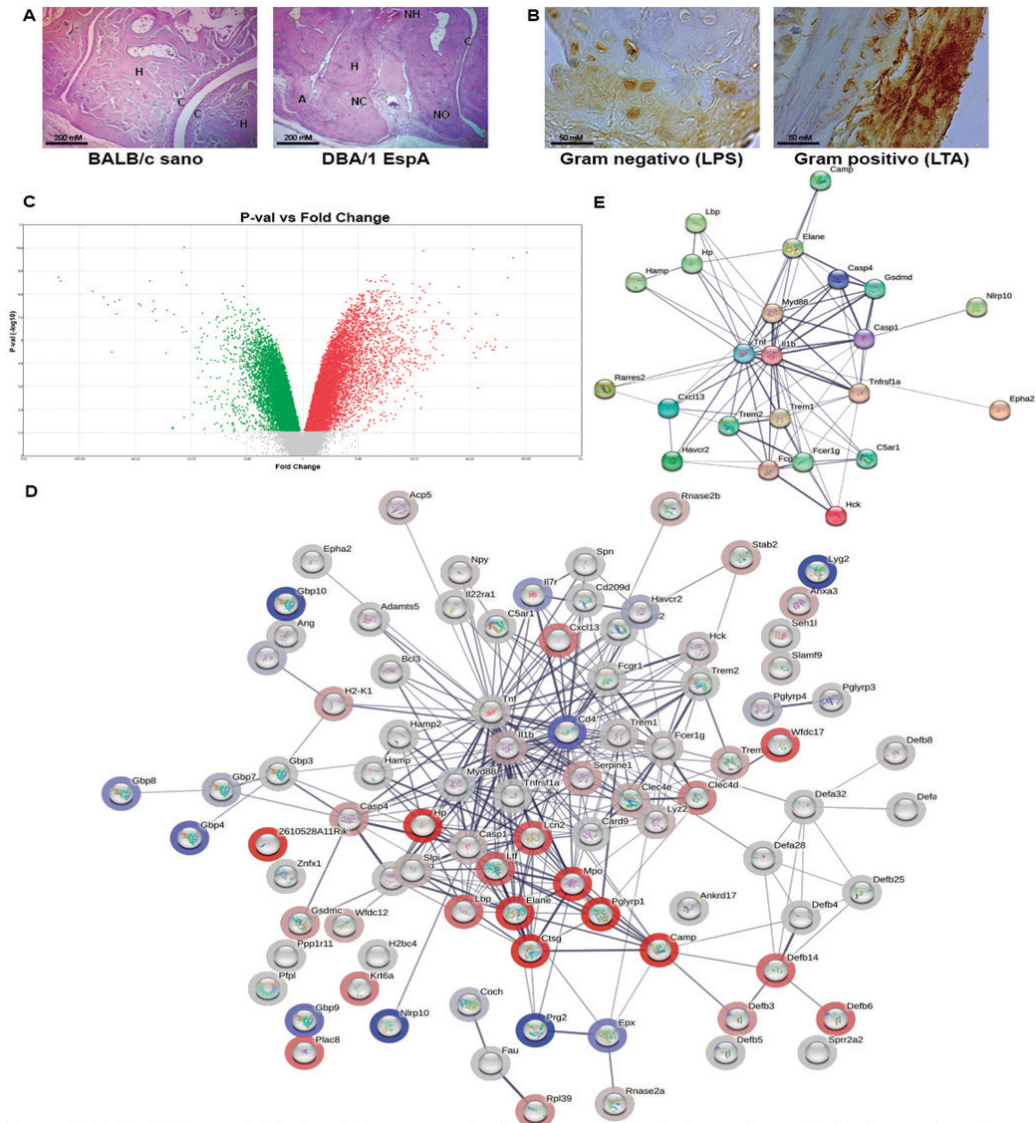 A
NH
C
H
H
A
NC
NO
C
H
200 mM
200 mM
BALB/c sano
DBA/1 EspA
B
50 mM
Gram negativo (LPS)
Gram positivo (LTA)
C
P-val vs Fold Change
P-val (-log10)
Fold Change
E
Camp
Lbp
Elane
Hp
Hamp
Casp4
Gsdmd
Nlrp10
Myd88
Casp1
Tnf
Il1b
Rarres2
Tnfrsf1a
Cxcl13
Epha2
Trem2
Trem1
Havcr2
Fcer1g
C5ar1
Fcg
Hck
D
Acp5
Rnase2b
Epha2
Npy
Spn
Stab2
Lyg2
Gbp10
Il7r
Cd209d
Havcr2
Anxa3
Adamts5
Il22ra1
C5ar1
2
Ang
Cxcl13
Hck
Seh1l
Bcl3
Fcgr1
Trem2
Slamf9
H2-K1
Tnf
Pglyrp4
Pglyrp3
Cd4
Hamp2
Il1b
Trem1
Fcer1g
Wfdc17
Gbp3
Hamp
Myd88
Trem
Defb8
Gbp8
Gbp7
Tnfrsf1a
Serpine1
Clec4e
Clec4d
Casp4
Lyz2
Defa32
Defa
Gbp4
Hp
Lcn2
Card9
2610528A11Rik
Casp1
Znfx1
Slpi
d
Ltf
Mpo
Defa28
Defb25
Ankrd17
Defb4
Gsdmc
Wfdc12
Lbp
Elane
Pglyrp1
Ppp1r11
H2bc4
Ctsg
Camp
Defb14
Pfpl
Krt6a
Gbp9
Nlrp10
Coch
Prg2
Epx
Defb3
Defb6
Plac8
Fau
Defb5
Sprr2a2
Rpl39
Rnase2a